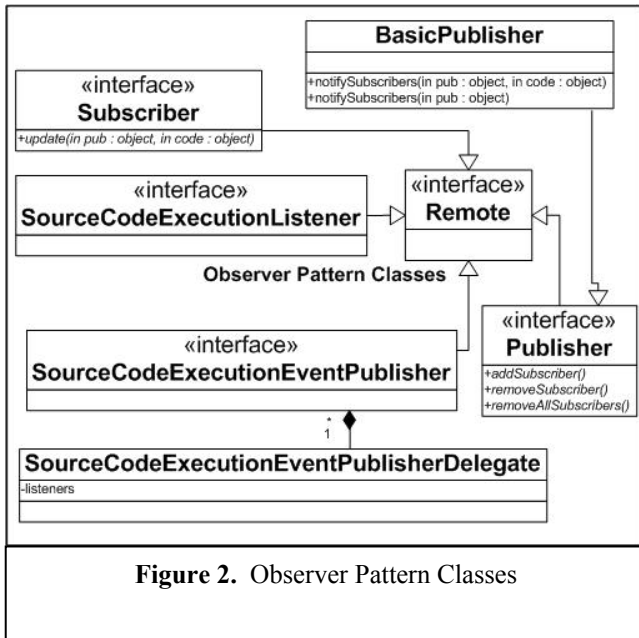 BasicPublisher
+notifySubscribers(in pub : object, in code : object)
+notifySubscribers(in pub : object)
«interface»
Subscriber
+update(in pub : object, in code : object)
«interface»
SourceCodeExecutionListener
«interface»
Remote
Observer Pattern Classes
«interface»
SourceCodeExecutionEventPublisher
«interface»
Publisher
+addSubscriber()
+removeSubscriber()
+removeAllSubscribers()
*
1
SourceCodeExecutionEventPublisherDelegate
-listeners
Figure 2. Observer Pattern Classes